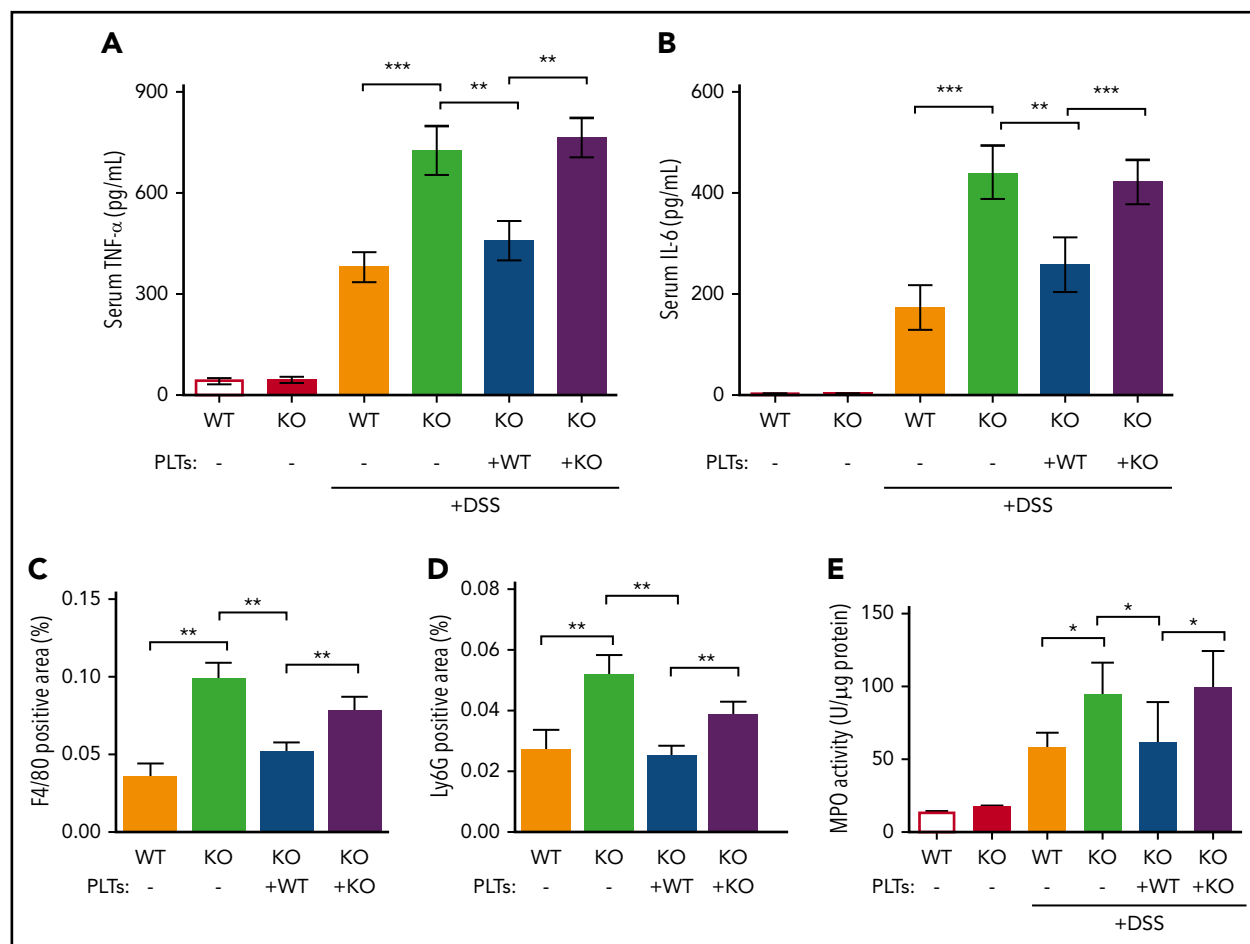 A
Serum TNF-α (pg/mL)
900
600
300
0
*** ** **
WT KO WT KO KO KO
PLTs: - - - - +WT +KO
+DSS
B
Serum IL-6 (pg/mL)
600
400
200
0
*** ** ***
WT KO WT KO KO KO
PLTs: - - - - +WT +KO
+DSS
C
F4/80 positive area (%)
0.15
0.10
0.05
0.00
** ** **
WT KO KO KO
PLTs: - - +WT +KO
D
Ly6G positive area (%)
0.08
0.06
0.04
0.02
0.00
** ** **
WT KO KO KO
PLTs: - - +WT +KO
E
MPO activity (U/μg protein)
150
100
50
0
* * *
WT KO WT KO KO KO
PLTs: - - - - +WT +KO
+DSS